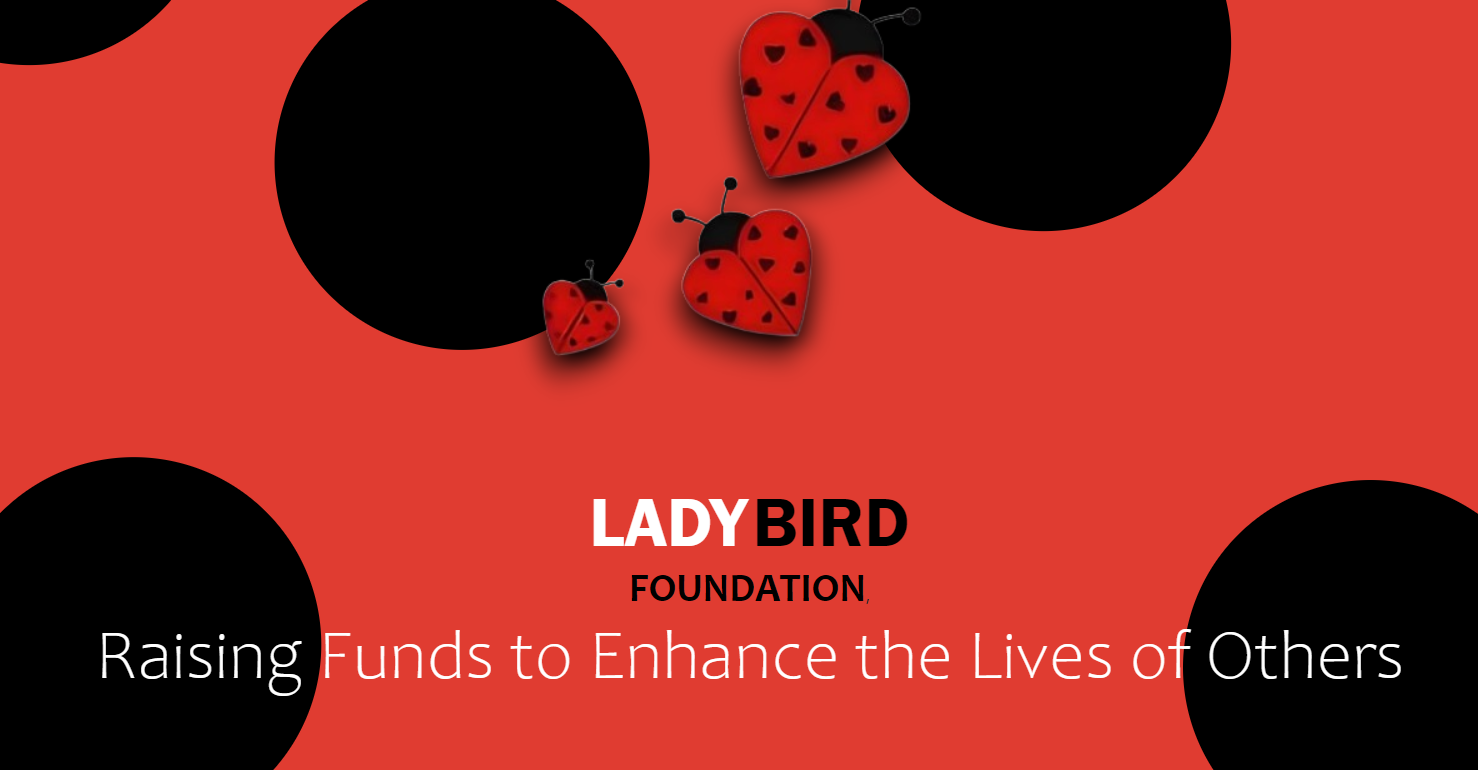 LADYBIRD
FOUNDATION,
Raising Funds to Enhance the Lives of Others